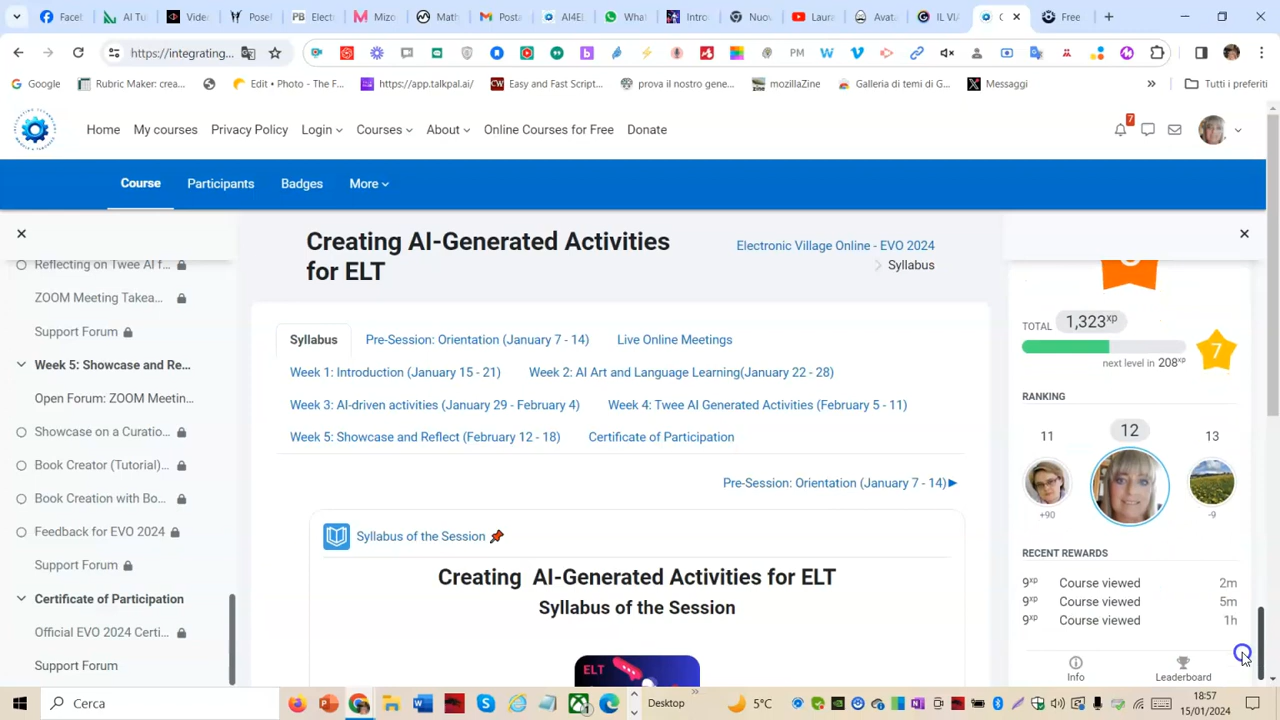 Facel
AI Tu
Video
Posef
Electi
Mizo
Math
Posta
AI4El
What
Intro
Nuov
Laura
Avata
IL VIA
C
Free
https://integrating...
PM
Google
Rubric Maker: crea...
Edit • Photo - The F...
https://app.talkpal.ai/
Easy and Fast Script...
prova il nostro gene...
mozillaZine
Galleria di temi di G...
Messaggi
»
Tutti i preferiti
Home
My courses
Privacy Policy
Login
Courses
About
Online Courses for Free
Donate
7
Course
Participants
Badges
More
Creating AI-Generated Activities
for ELT
Electronic Village Online - EVO 2024
Syllabus
Reflecting on Twee AI f...
ZOOM Meeting Takea...
Support Forum
Week 5: Showcase and Re...
Open Forum: ZOOM Meetin...
Showcase on a Curatio...
Book Creator (Tutorial)...
Book Creation with Bo...
Feedback for EVO 2024
Support Forum
Certificate of Participation
Official EVO 2024 Certi...
Support Forum
Syllabus
Pre-Session: Orientation (January 7 - 14)
Live Online Meetings
Week 1: Introduction (January 15 - 21)
Week 2: AI Art and Language Learning(January 22 - 28)
Week 3: AI-driven activities (January 29 - February 4)
Week 4: Twee AI Generated Activities (February 5 - 11)
Week 5: Showcase and Reflect (February 12 - 18)
Certificate of Participation
Pre-Session: Orientation (January 7 - 14)►
Syllabus of the Session
Creating AI-Generated Activities for ELT
Syllabus of the Session
ELT
TOTAL
1,323xp
7
next level in 208xp
RANKING
11
12
13
+90
-9
RECENT REWARDS
9xp Course viewed 2m
9xp Course viewed 5m
9xp Course viewed 1h
Info
Leaderboard
Cerca
Desktop
5°C
18:57
15/01/2024